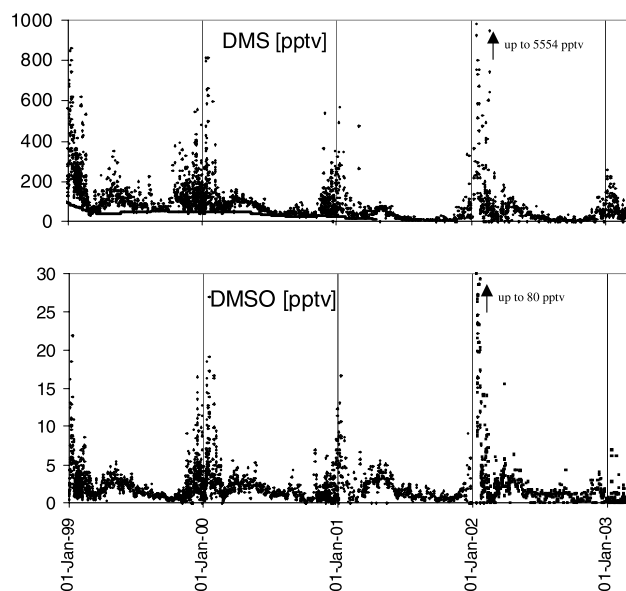 1000
DMS [pptv]
up to 5554 pptv
800
600
400
200
0
30
DMSO [pptv]
up to 80 pptv
25
20
15
10
5
0
01-Jan-99
01-Jan-00
01-Jan-01
01-Jan-02
01-Jan-03